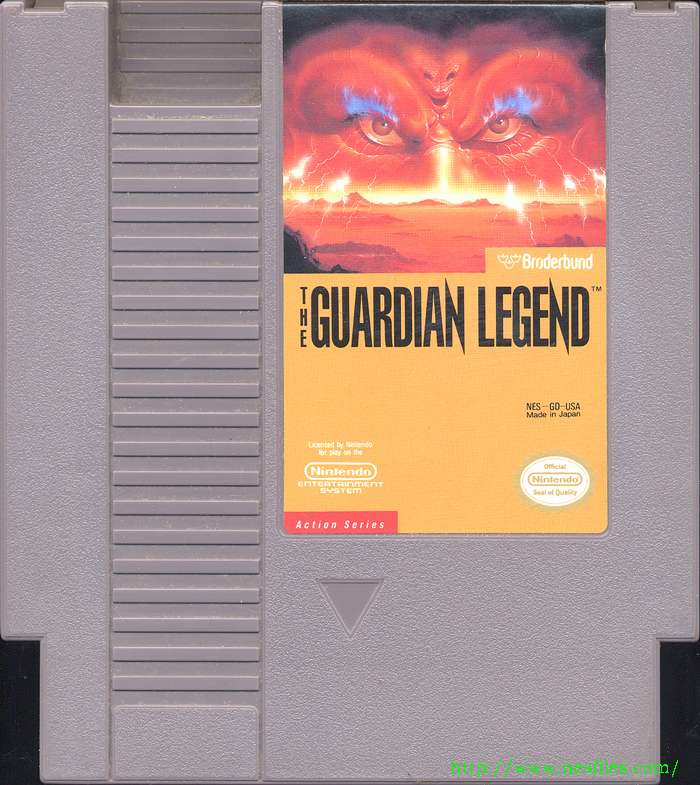 Brøderbund
THE GUARDIAN LEGEND™
NES-GD-USA
Made in Japan
Licensed by Nintendo
for play on the
Nintendo
ENTERTAINMENT
SYSTEM
Official
Nintendo
Seal of Quality
Action Series
http://www.nesfiles.com/